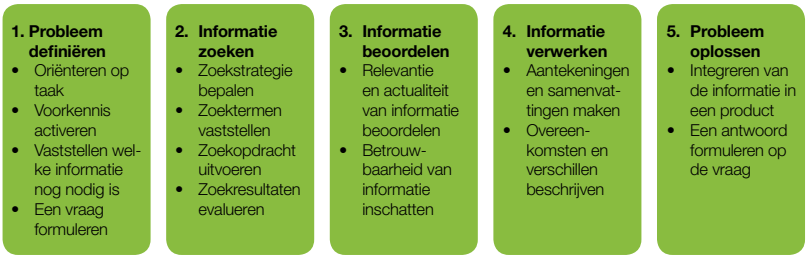 1. Probleem
definiëren
• Oriënteren op
taak
• Voorkennis
activeren
• Vaststellen wel-
ke informatie
nog nodig is
• Een vraag
formuleren
2. Informatie
zoeken
• Zoekstrategie
bepalen
• Zoektermen
vaststellen
• Zoekopdracht
uitvoeren
• Zoekresultaten
evalueren
3. Informatie
beoordelen
• Relevantie
en actualiteit
van informatie
beoordelen
• Betrouw-
baarheid van
informatie
inschatten
4. Informatie
verwerken
• Aantekeningen
en samenvat-
tingen maken
• Overeen-
komsten en
verschillen
beschrijven
5. Probleem
oplossen
• Integreren van
de informatie in
een product
• Een antwoord
formuleren op
de vraag